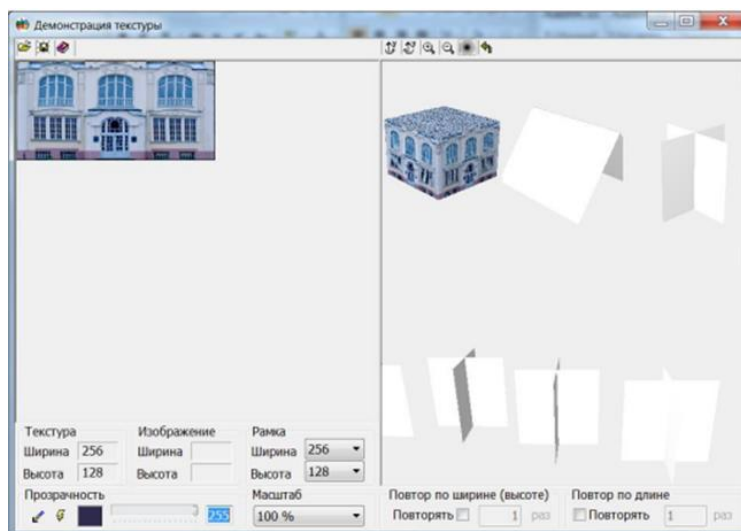 Демонстрация текстуры
Текстура Изображение Рамка
Ширина 256 Ширина Ширина 256
Высота 128 Высота Высота 128
Прозрачность Масштаб Повтор по ширине (высоте) Повтор по длине
255 100 % Повторять 1 раз Повторять 1 раз